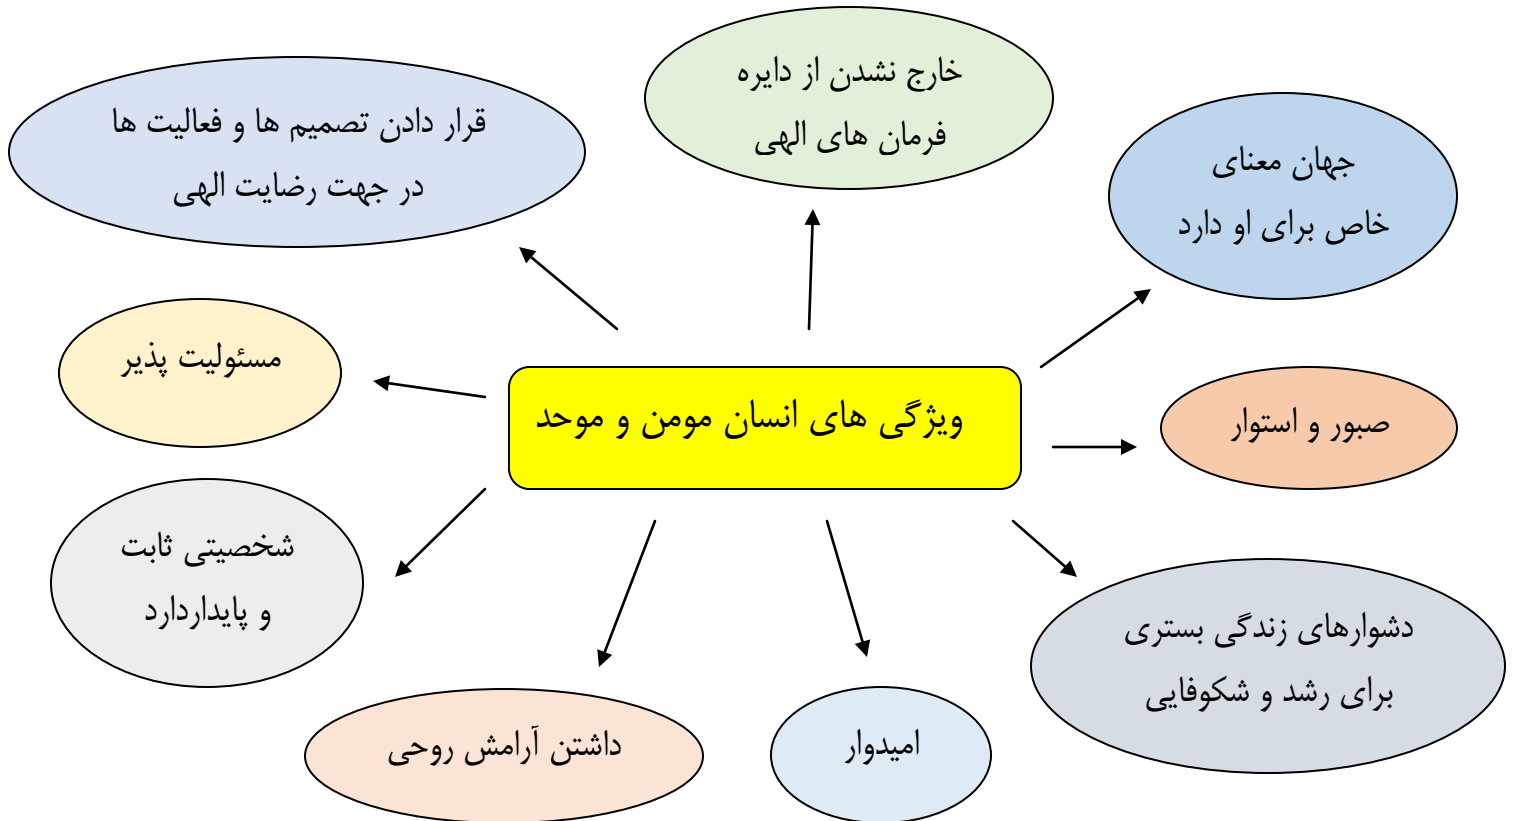 خارج نشدن از دایره
فرمان های الهی
جهان معنای
خاص برای او دارد
قرار دادن تصمیم ها و فعالیت ها
در جهت رضایت الهی
مسئولیت پذیر
ویژگی های انسان مومن و موحد
صبور و استوار
شخصیتی ثابت
و پایداردارد
دشوارهای زندگی بستری
برای رشد و شکوفایی
داشتن آرامش روحی
امیدوار